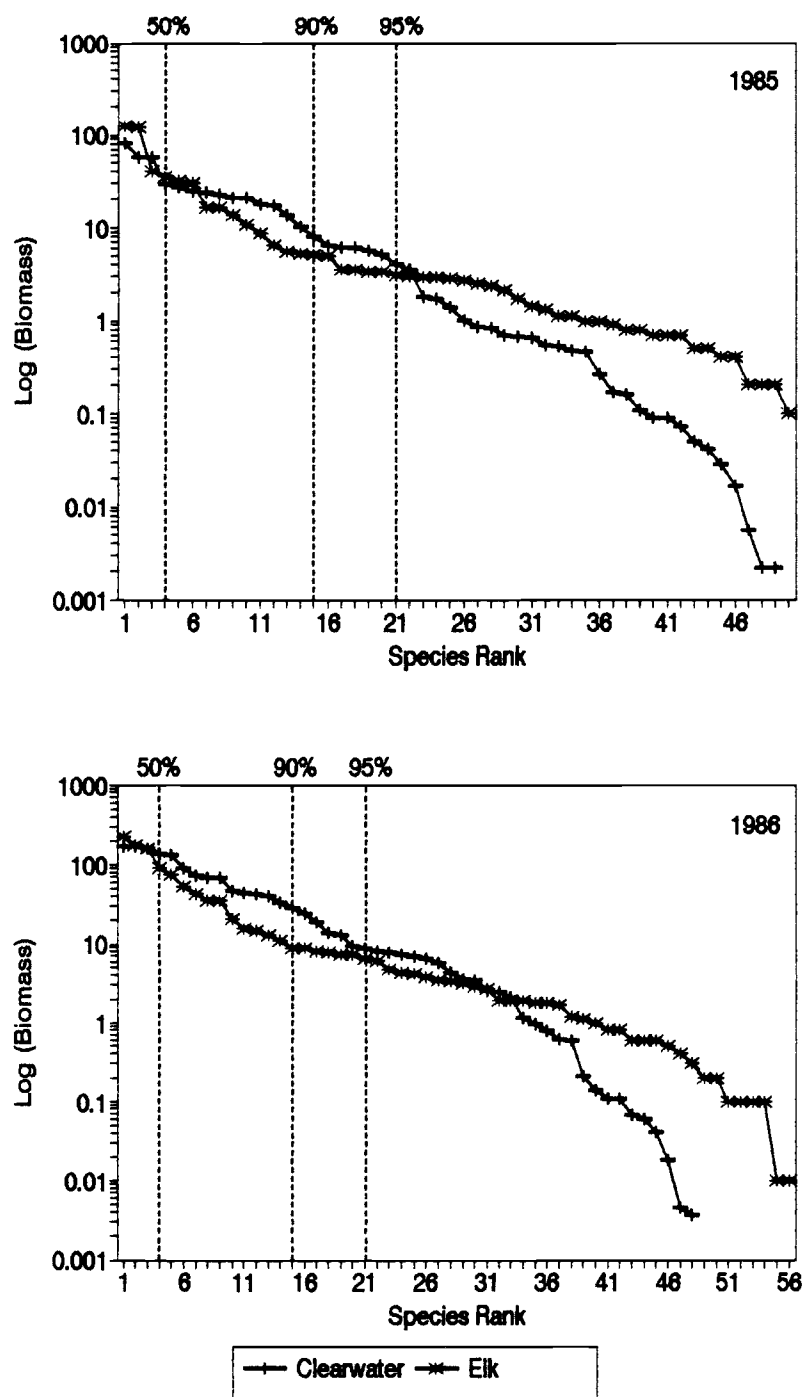 50% 90% 95%
1000
1985
100
10
1
0.1
0.01
0.001
Log (Biomass)
1 6 11 16 21 26 31 36 41 46
Species Rank
50% 90% 95%
1000
1986
100
10
1
0.1
0.01
0.001
Log (Biomass)
1 6 11 16 21 26 31 36 41 46 51 56
Species Rank
Clearwater Elk